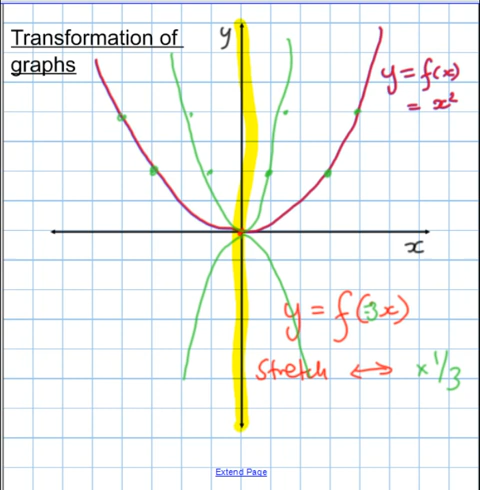 Transformation of
graphs
y
y = f(x)
= x²
x
y = f(3x)
Stretch ↔ x 1/3
Extend Page